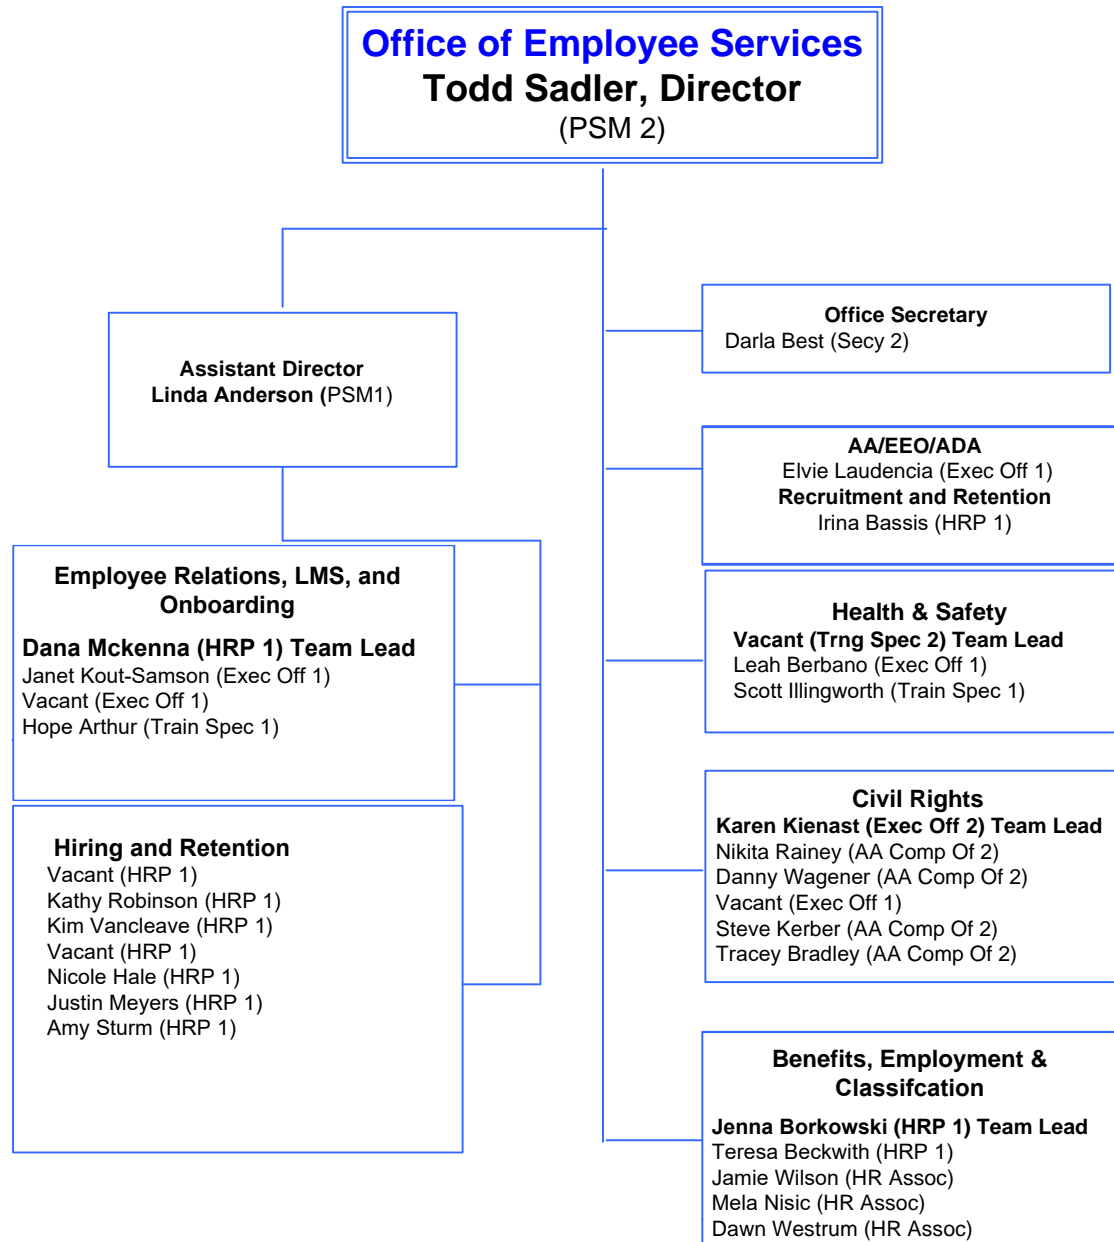 Office of Employee Services
Todd Sadler, Director
(PSM 2)
Assistant Director
Linda Anderson (PSM1)
Employee Relations, LMS, and
Onboarding
Dana Mckenna (HRP 1) Team Lead
Janet Kout-Samson (Exec Off 1)
Vacant (Exec Off 1)
Hope Arthur (Train Spec 1)
Hiring and Retention
Vacant (HRP 1)
Kathy Robinson (HRP 1)
Kim Vancleave (HRP 1)
Vacant (HRP 1)
Nicole Hale (HRP 1)
Justin Meyers (HRP 1)
Amy Sturm (HRP 1)
Office Secretary
Darla Best (Secy 2)
AA/EEO/ADA
Elvie Laudencia (Exec Off 1)
Recruitment and Retention
Irina Bassis (HRP 1)
Health & Safety
Vacant (Trng Spec 2) Team Lead
Leah Berbano (Exec Off 1)
Scott Illingworth (Train Spec 1)
Civil Rights
Karen Kienast (Exec Off 2) Team Lead
Nikita Rainey (AA Comp Of 2)
Danny Wagener (AA Comp Of 2)
Vacant (Exec Off 1)
Steve Kerber (AA Comp Of 2)
Tracey Bradley (AA Comp Of 2)
Benefits, Employment &
Classifcation
Jenna Borkowski (HRP 1) Team Lead
Teresa Beckwith (HRP 1)
Jamie Wilson (HR Assoc)
Mela Nisic (HR Assoc)
Dawn Westrum (HR Assoc)